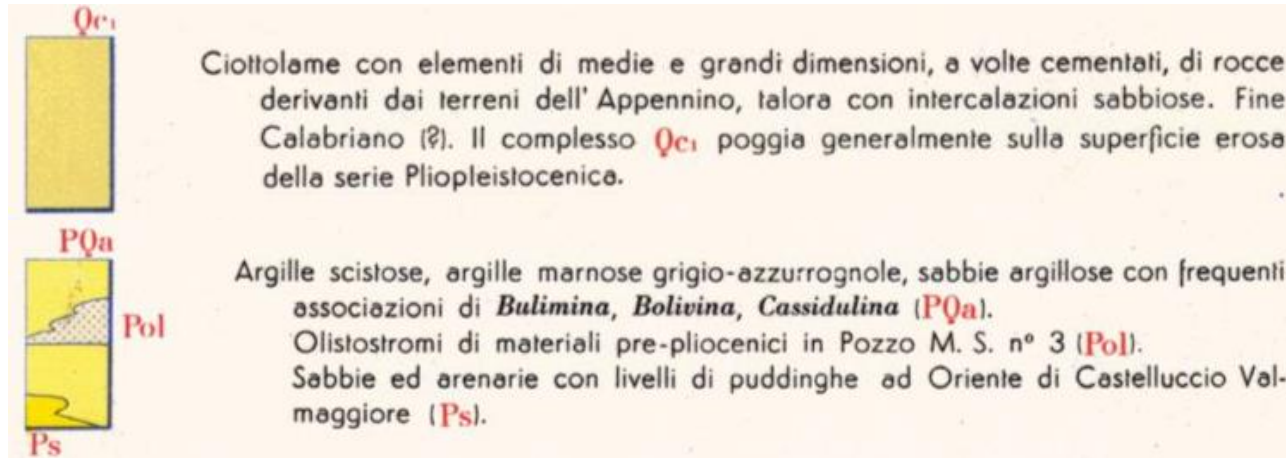 Qc₁
Ciottolame con elementi di medie e grandi dimensioni, a volte cementati, di rocce
derivanti dai terreni dell' Appennino, talora con intercalazioni sabbiose. Fine
Calabriano (?). Il complesso Qc₁ poggia generalmente sulla superficie erosa
della serie Pliopleistocenica.
PQa
Pol
Ps
Argille scistose, argille marnose grigio-azzurrognole, sabbie argillose con frequenti
associazioni di Bulimina, Bolivina, Cassidulina (PQa).
Olistostromi di materiali pre-pliocenici in Pozzo M. S. n° 3 (Pol).
Sabbie ed arenarie con livelli di puddinghe ad Oriente di Castelluccio Val-
maggiore (Ps).